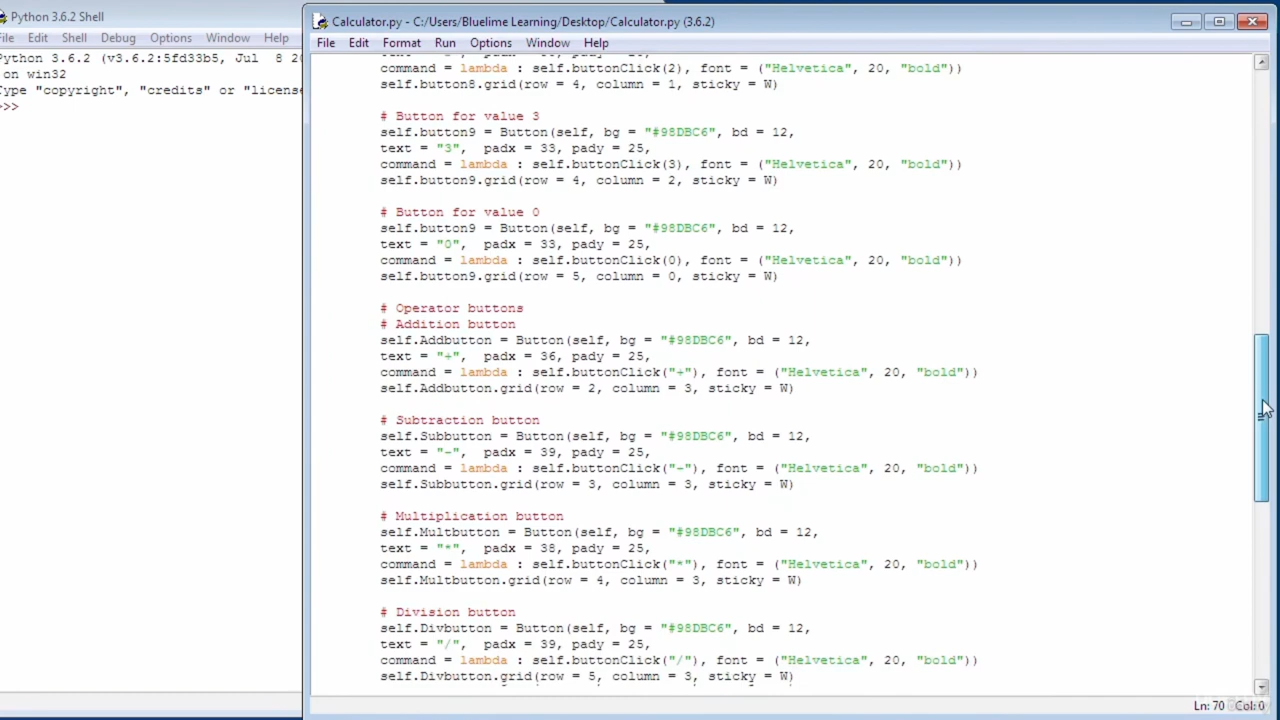 Python 3.6.2 Shell
File Edit Shell Debug Options Window Help
Python 3.6.2 (v3.6.2:5fd33b5, Jul 8 20
on win32
Type "copyright", "credits" or "license
>>>
Calculator.py - C:/Users/Bluelime Learning/Desktop/Calculator.py (3.6.2)
File Edit Format Run Options Window Help
command = lambda : self.buttonClick(2), font = ("Helvetica", 20, "bold"))
self.button8.grid(row = 4, column = 1, sticky = W)
# Button for value 3
self.button9 = Button(self, bg = "#98DBC6", bd = 12,
text = "3", padx = 33, pady = 25,
command = lambda : self.buttonClick(3), font = ("Helvetica", 20, "bold"))
self.button9.grid(row = 4, column = 2, sticky = W)
# Button for value 0
self.button9 = Button(self, bg = "#98DBC6", bd = 12,
text = "0", padx = 33, pady = 25,
command = lambda : self.buttonClick(0), font = ("Helvetica", 20, "bold"))
self.button9.grid(row = 5, column = 0, sticky = W)
# Operator buttons
# Addition button
self.Addbutton = Button(self, bg = "#98DBC6", bd = 12,
text = "+", padx = 36, pady = 25,
command = lambda : self.buttonClick("+"), font = ("Helvetica", 20, "bold"))
self.Addbutton.grid(row = 2, column = 3, sticky = W)
# Subtraction button
self.Subbutton = Button(self, bg = "#98DBC6", bd = 12,
text = "-", padx = 39, pady = 25,
command = lambda : self.buttonClick("-"), font = ("Helvetica", 20, "bold"))
self.Subbutton.grid(row = 3, column = 3, sticky = W)
# Multiplication button
self.Multbutton = Button(self, bg = "#98DBC6", bd = 12,
text = "*", padx = 38, pady = 25,
command = lambda : self.buttonClick("*"), font = ("Helvetica", 20, "bold"))
self.Multbutton.grid(row = 4, column = 3, sticky = W)
# Division button
self.Divbutton = Button(self, bg = "#98DBC6", bd = 12,
text = "/", padx = 39, pady = 25,
command = lambda : self.buttonClick("/"), font = ("Helvetica", 20, "bold"))
self.Divbutton.grid(row = 5, column = 3, sticky = W)
Ln: 70 Col: 0